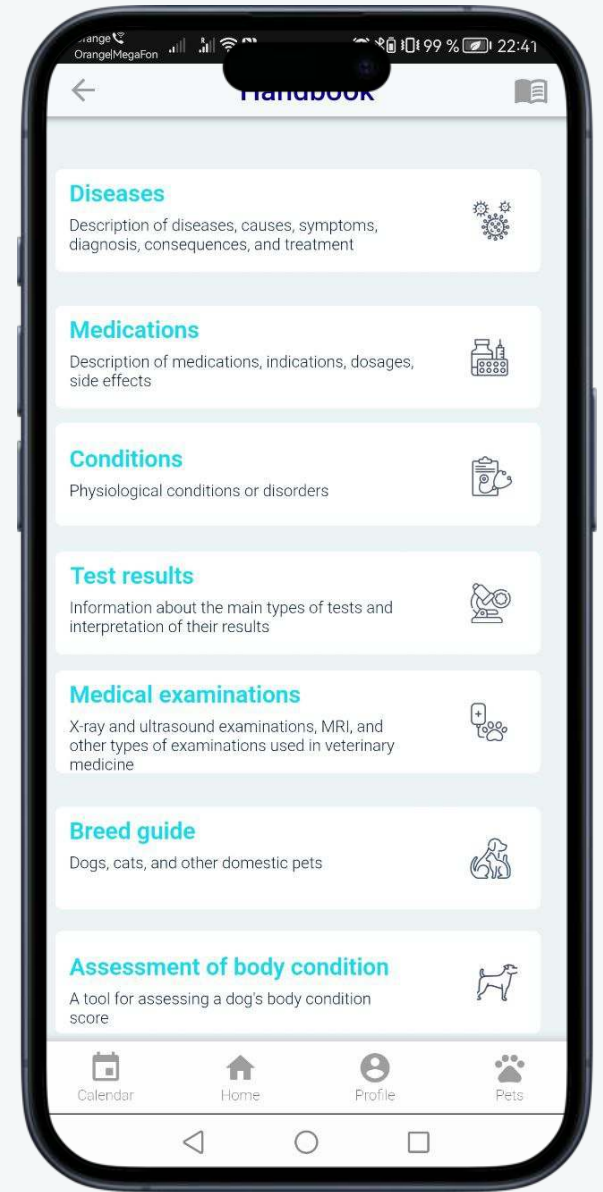 OrangeMegaFon 99 % 22:41
Handbook
Diseases
Description of diseases, causes, symptoms,
diagnosis, consequences, and treatment
Medications
Description of medications, indications, dosages,
side effects
Conditions
Physiological conditions or disorders
Test results
Information about the main types of tests and
interpretation of their results
Medical examinations
X-ray and ultrasound examinations, MRI, and
other types of examinations used in veterinary
medicine
Breed guide
Dogs, cats, and other domestic pets
Assessment of body condition
A tool for assessing a dog's body condition
score
Calendar Home Profile Pets